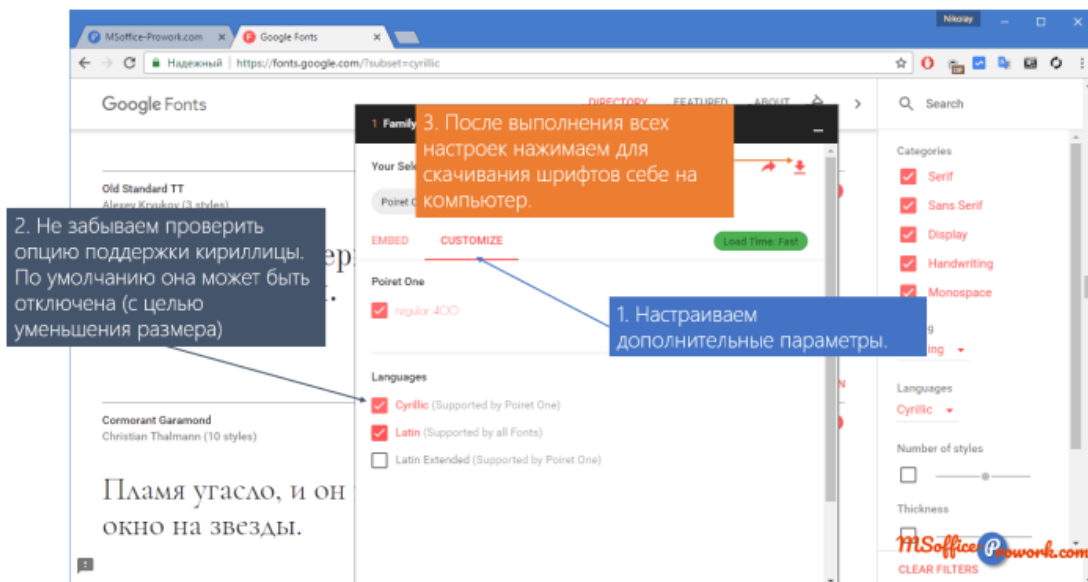 Nikolay
MSoffice-Prowork.com
Google Fonts
Надежный
https://fonts.google.com/?subset=cyrillic
Google Fonts
DIRECTORY
FEATURED
ABOUT
Search
1 Family
3. После выполнения всех
настроек нажимаем для
скачивания шрифтов себе на
компьютер.
Your Sele
Poiret O
Categories
Serif
Sans Serif
Display
Handwriting
Monospace
Old Standard TT
Alexey Kryukov (3 styles)
2. Не забываем проверить
опцию поддержки кириллицы.
По умолчанию она может быть
отключена (с целью
уменьшения размера)
EMBED
CUSTOMIZE
Load Time: Fast
Poiret One
regular 400
1. Настраиваем
дополнительные параметры.
Languages
Cyrillic (Supported by Poiret One)
Latin (Supported by all Fonts)
Latin Extended (Supported by Poiret One)
Cormorant Garamond
Christian Thalmann (10 styles)
Пламя угасло, и он
окно на звезды.
Languages
Cyrillic
Number of styles
Thickness
MSoffice-Prowork.com
CLEAR FILTERS